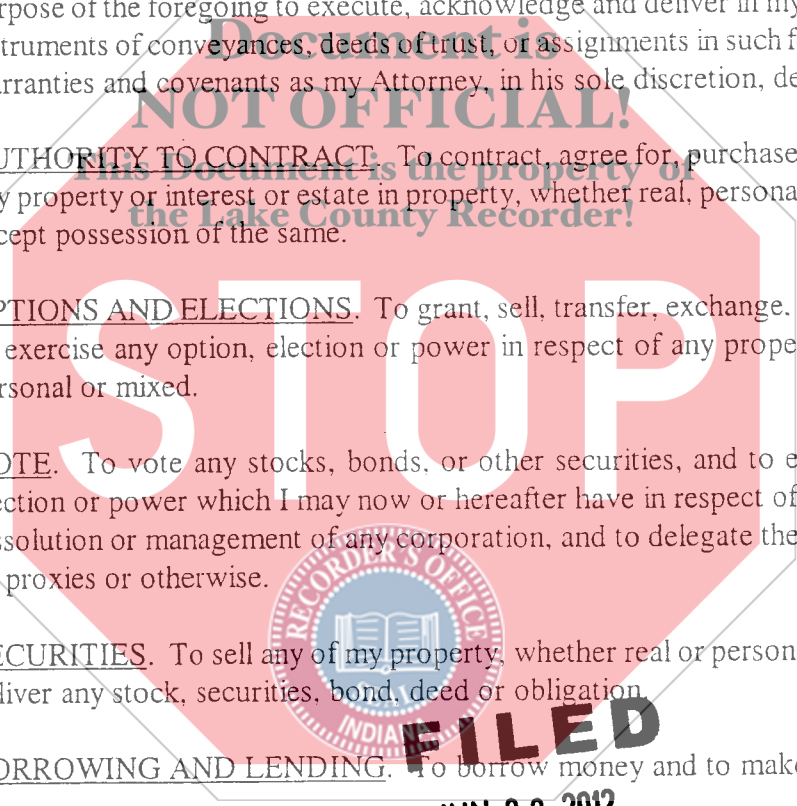 rpose of the foregoing to execute, acknowledge and deliver in my
Document is
truments of conveyances, deeds of trust, or assignments in such f
arranties and covenants as my Attorney, in his sole discretion, de
NOT OFFICIAL!
UTHORITY TO CONTRACT. To contract, agree for, purchase
This Document is the property of
y property or interest or estate in property, whether real, persona
the Lake County Recorder!
cept possession of the same.
PTIONS AND ELECTIONS. To grant, sell, transfer, exchange.
exercise any option, election or power in respect of any prope
rsonal or mixed.
STOP
OTE. To vote any stocks, bonds, or other securities, and to e
ection or power which I may now or hereafter have in respect of
ssolution or management of any corporation, and to delegate the
proxies or otherwise.
RECORDER'S OFFICE
ECURITIES. To sell any of my property, whether real or person
liver any stock, securities, bond, deed or obligation.
SEAL
INDIANA
FILED
ORROWING AND LENDING. To borrow money and to make
2012